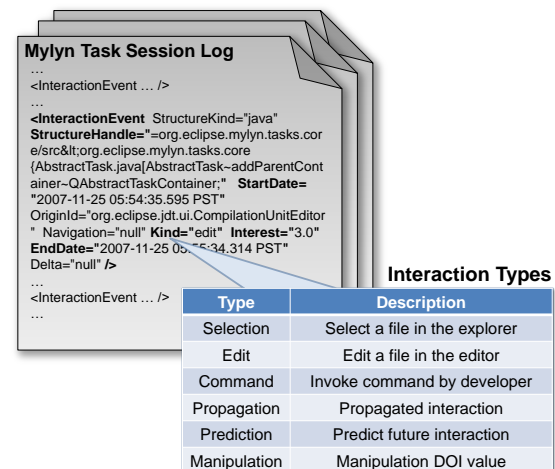 Mylyn Task Session Log
…
<InteractionEvent … />
…
<InteractionEvent StructureKind="java"
StructureHandle="=org.eclipse.mylyn.tasks.cor
e/src&lt;org.eclipse.mylyn.tasks.core
{AbstractTask.java[AbstractTask~addParentCont
ainer~QAbstractTaskContainer;" StartDate=
"2007-11-25 05:54:35.595 PST"
OriginId="org.eclipse.jdt.ui.CompilationUnitEditor
" Navigation="null" Kind="edit" Interest="3.0"
EndDate="2007-11-25 05:55:34.314 PST"
Delta="null" />
…
<InteractionEvent … />
…
Interaction Types
Type Description
Selection Select a file in the explorer
Edit Edit a file in the editor
Command Invoke command by developer
Propagation Propagated interaction
Prediction Predict future interaction
Manipulation Manipulation DOI value